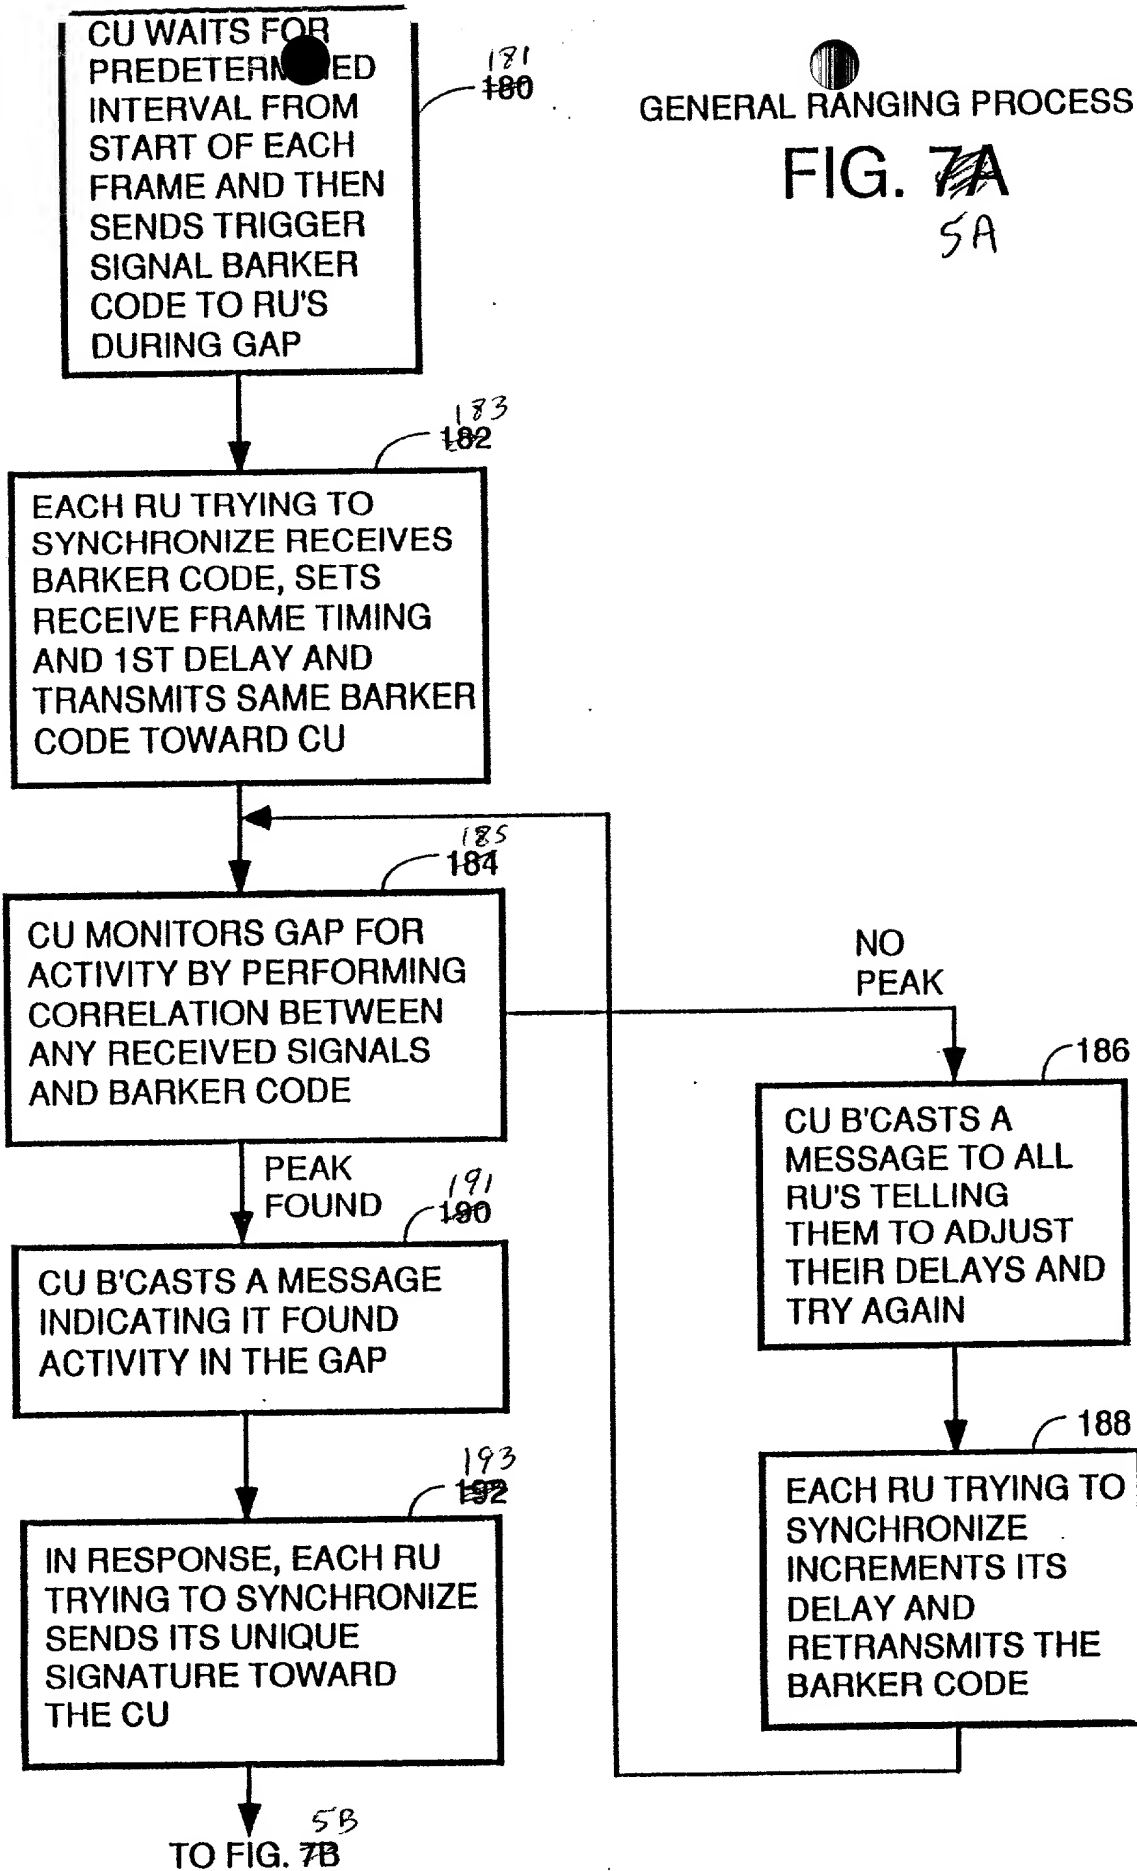 CU WAITS FOR
PREDETERMINED
INTERVAL FROM
START OF EACH
FRAME AND THEN
SENDS TRIGGER
SIGNAL BARKER
CODE TO RU'S
DURING GAP
181
180
GENERAL RANGING PROCESS
FIG. 7A
5A
183
182
EACH RU TRYING TO
SYNCHRONIZE RECEIVES
BARKER CODE, SETS
RECEIVE FRAME TIMING
AND 1ST DELAY AND
TRANSMITS SAME BARKER
CODE TOWARD CU
185
184
CU MONITORS GAP FOR
ACTIVITY BY PERFORMING
CORRELATION BETWEEN
ANY RECEIVED SIGNALS
AND BARKER CODE
NO
PEAK
186
CU B'CASTS A
MESSAGE TO ALL
RU'S TELLING
THEM TO ADJUST
THEIR DELAYS AND
TRY AGAIN
188
EACH RU TRYING TO
SYNCHRONIZE
INCREMENTS ITS
DELAY AND
RETRANSMITS THE
BARKER CODE
PEAK
FOUND
191
190
CU B'CASTS A MESSAGE
INDICATING IT FOUND
ACTIVITY IN THE GAP
193
192
IN RESPONSE, EACH RU
TRYING TO SYNCHRONIZE
SENDS ITS UNIQUE
SIGNATURE TOWARD
THE CU
5B
TO FIG. 7B